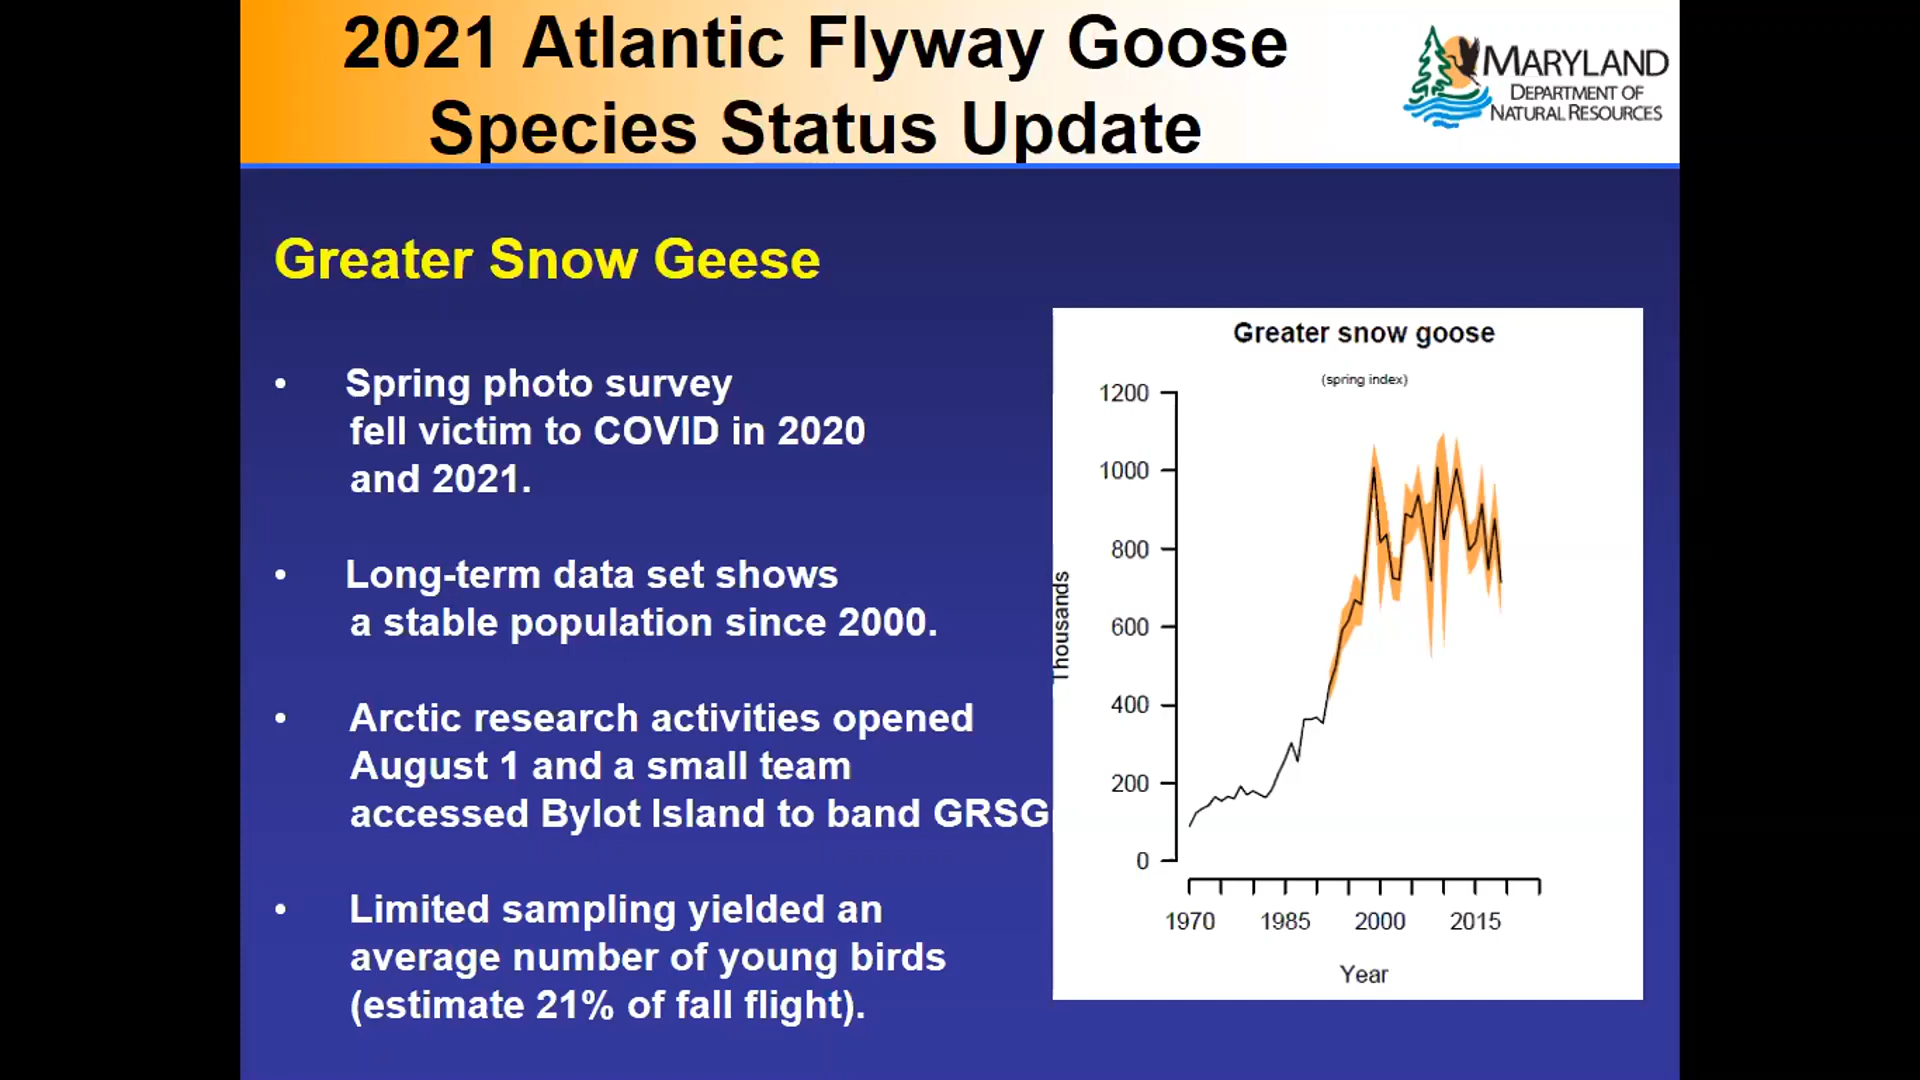 2021 Atlantic Flyway Goose
Species Status Update
MARYLAND
DEPARTMENT OF
NATURAL RESOURCES
Greater Snow Geese
• Spring photo survey
fell victim to COVID in 2020
and 2021.
• Long-term data set shows
a stable population since 2000.
• Arctic research activities opened
August 1 and a small team
accessed Bylot Island to band GRSG
• Limited sampling yielded an
average number of young birds
(estimate 21% of fall flight).
Greater snow goose
(spring index)
1200
1000
800
600
400
200
0
Thousands
1970 1985 2000 2015
Year